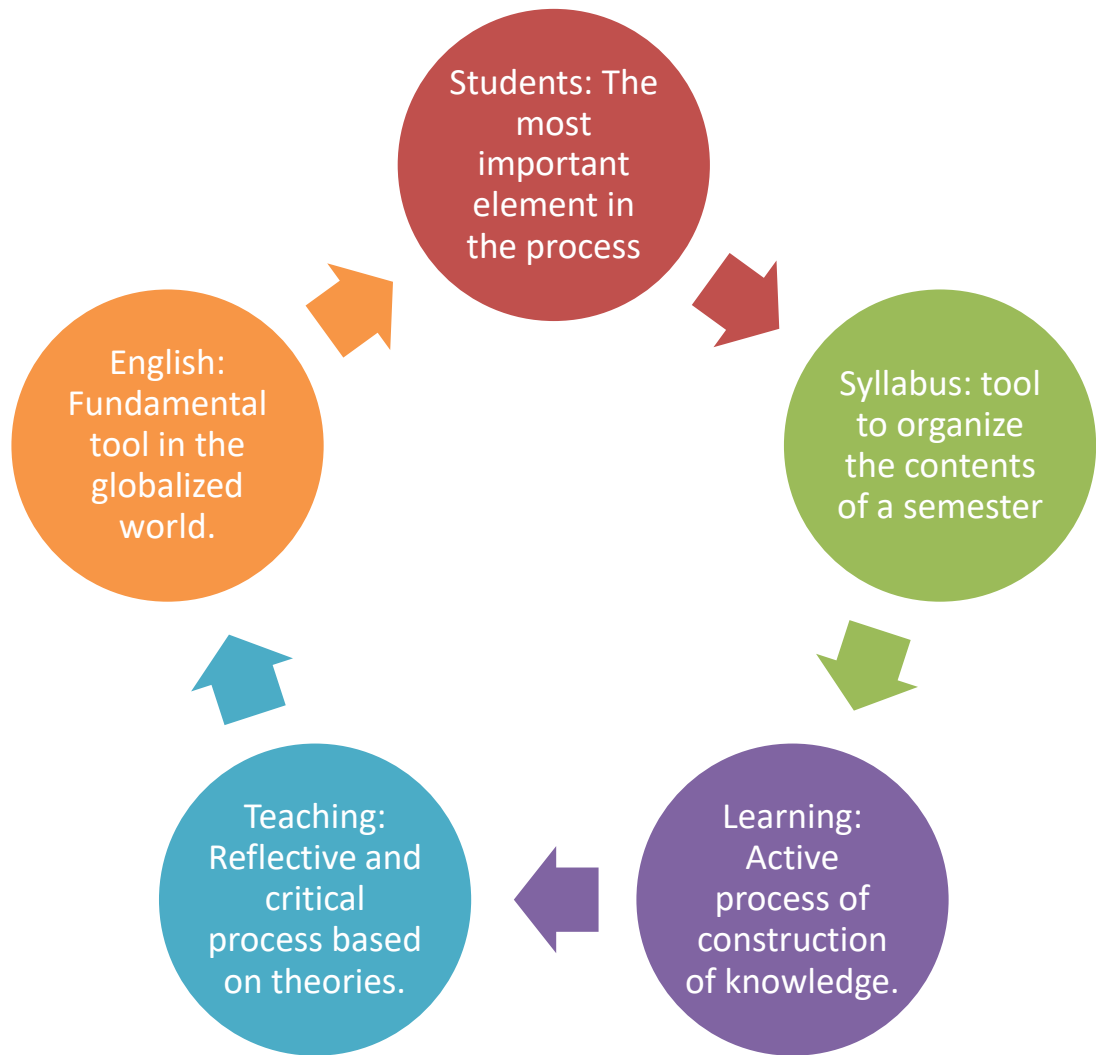 Students: The
most
important
element in
the process
Syllabus: tool
to organize
the contents
of a semester
Learning:
Active
process of
construction
of knowledge.
Teaching:
Reflective and
critical
process based
on theories.
English:
Fundamental
tool in the
globalized
world.